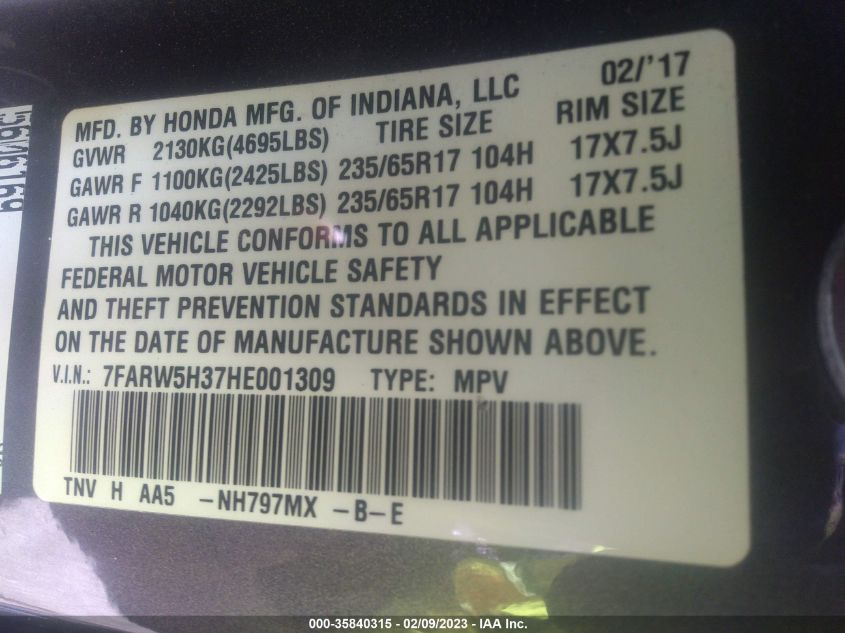 MFD. BY HONDA MFG. OF INDIANA, LLC 02/'17
GVWR 2130KG(4695LBS) TIRE SIZE RIM SIZE
GAWR F 1100KG(2425LBS) 235/65R17 104H 17X7.5J
GAWR R 1040KG(2292LBS) 235/65R17 104H 17X7.5J
THIS VEHICLE CONFORMS TO ALL APPLICABLE
FEDERAL MOTOR VEHICLE SAFETY
AND THEFT PREVENTION STANDARDS IN EFFECT
ON THE DATE OF MANUFACTURE SHOWN ABOVE.
V.I.N.: 7FARW5H37HE001309 TYPE: MPV
TNV H AA5 -NH797MX -B-E
000-35840315 - 02/09/2023 - IAA Inc.